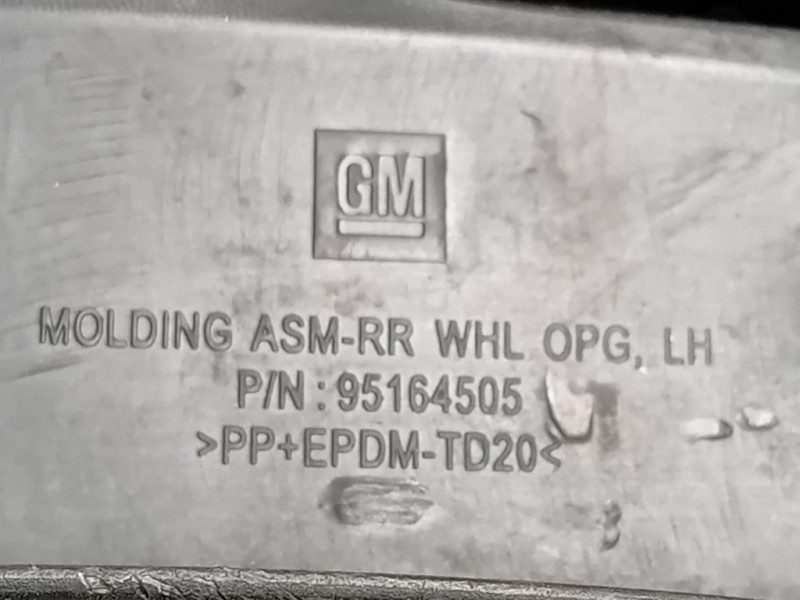 GM
MOLDING ASM-RR WHL OPG, LH
P/N : 95164505
>PP+EPDM-TD20<